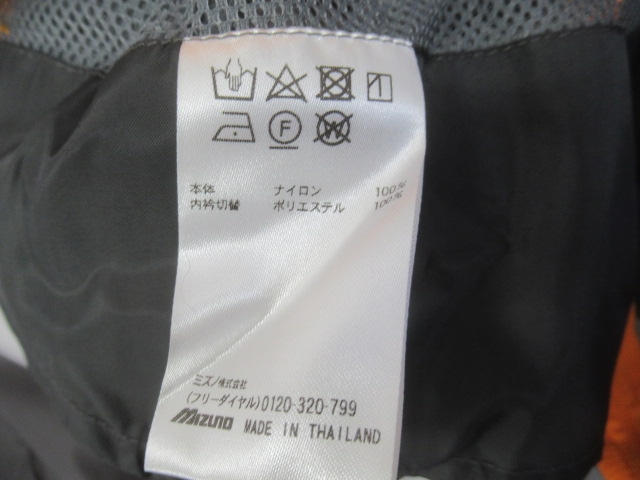 本体 ナイロン 100%
内衿切替 ポリエステル 100%
ミズノ株式会社
(フリーダイヤル)0120-320-799
MIZUNO MADE IN THAILAND